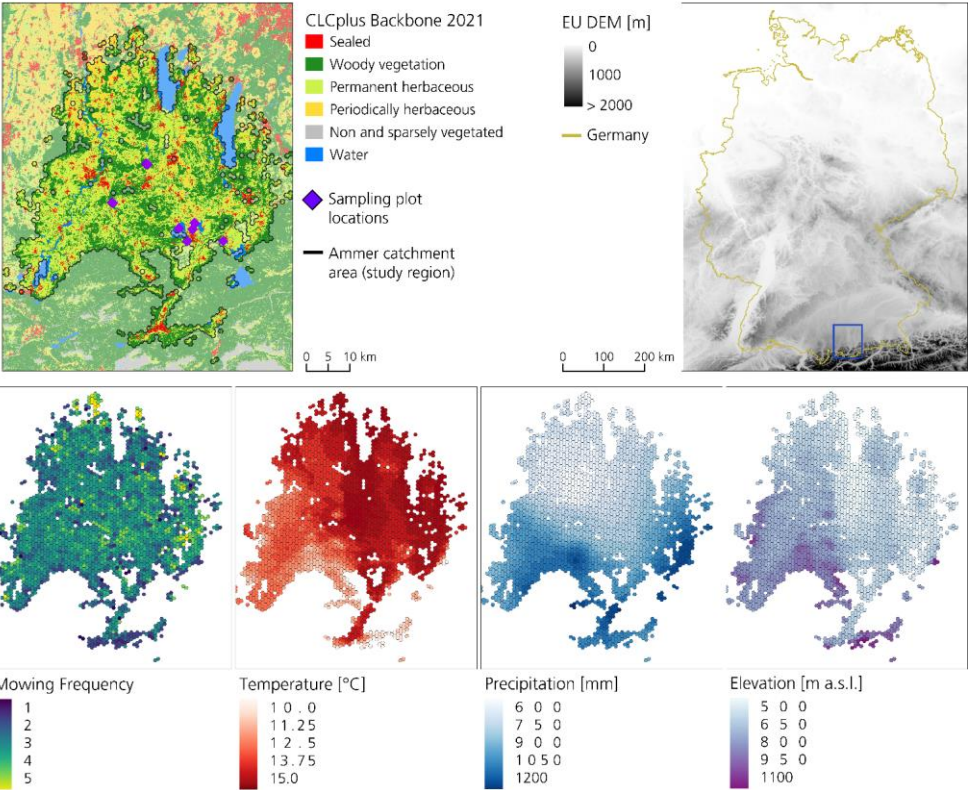 CLCplus Backbone 2021
Sealed
Woody vegetation
Permanent herbaceous
Periodically herbaceous
Non and sparsely vegetated
Water
Sampling plot
locations
Ammer catchment
area (study region)
0 5 10 km
EU DEM [m]
0
1000
> 2000
Germany
0 100 200 km
Mowing Frequency
1
2
3
4
5
Temperature [°C]
10.0
11.25
12.5
13.75
15.0
Precipitation [mm]
600
750
900
1050
1200
Elevation [m a.s.l.]
500
650
800
950
1100